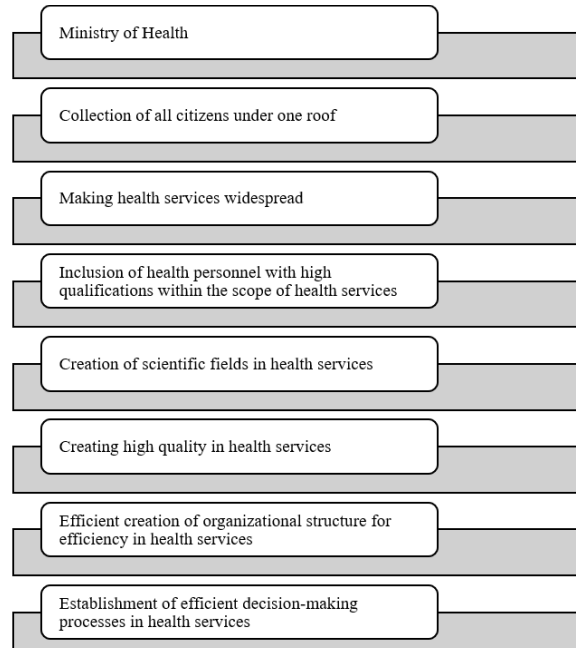 Ministry of Health
Collection of all citizens under one roof
Making health services widespread
Inclusion of health personnel with high
qualifications within the scope of health services
Creation of scientific fields in health services
Creating high quality in health services
Efficient creation of organizational structure for
efficiency in health services
Establishment of efficient decision-making
processes in health services